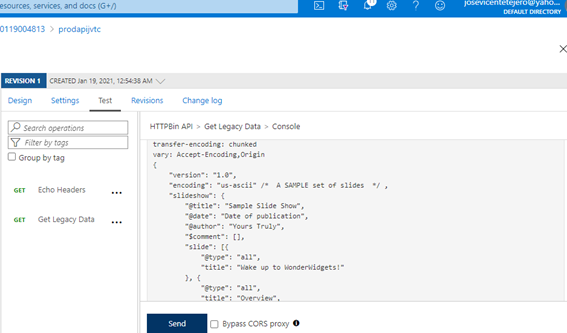 esources, services, and docs (G+/)
josevicentetejero@yahoo...
DEFAULT DIRECTORY
0119004813 > prodapijvtc
REVISION 1 CREATED Jan 19, 2021, 12:54:38 AM
Design Settings Test Revisions Change log
Search operations
Filter by tags
Group by tag
GET Echo Headers ...
GET Get Legacy Data ...
HTTPBin API > Get Legacy Data > Console
transfer-encoding: chunked
vary: Accept-Encoding,Origin
{
"version": "1.0",
"encoding": "us-ascii" /* A SAMPLE set of slides */ ,
"slideshow": {
"@title": "Sample Slide Show",
"@date": "Date of publication",
"@author": "Yours Truly",
"$comment": [],
"slide": [{
"@type": "all",
"title": "Wake up to WonderWidgets!"
}, {
"@type": "all",
"title": "Overview",
Send Bypass CORS proxy